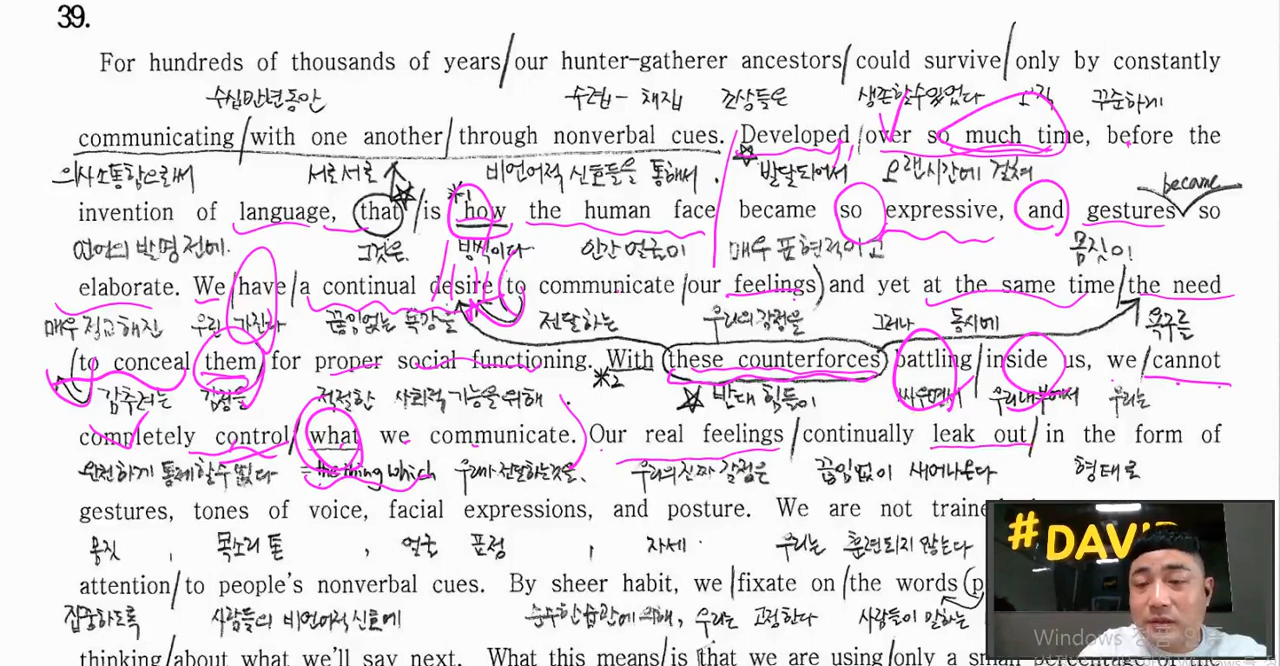 39.
For hundreds of thousands of years/our hunter-gatherer ancestors/could survive/only by constantly
수십만년동안 수렵- 채집 조상들은 생존할수있었다 오직 꾸준하게
communicating/with one another/through nonverbal cues. Developed/over so much time, before the
의사소통함으로써 서로서로 비언어적 신호들을 통해서. 발달되어서 오랜시간에 걸쳐
became
*1
invention of language, that/is how the human face became so expressive, and gestures so
언어의 발명전에. 그것은 방식이다 인간얼굴이 매우 표현적이고 몸짓이
elaborate. We/have/a continual desire(to communicate/our feelings)and yet at the same time/the need
매우 정교해진 우린 가진다 끊임없는 욕망을 전달하는 우리의감정을 그러나 동시에 욕구를
(to conceal them/for proper social functioning. With these counterforces battling/inside us, we/cannot
감추려는 감정을 적절한 사회적 기능을위해. *2 반대 힘들이 싸우면서 우리내부에서 우리는
completely control/what we communicate. Our real feelings/continually leak out/in the form of
완전하게 통제할수없다 =the thing which 우리가 전달하는것을. 우리의진짜 감정은 끊임없이 새어나온다 형태로
gestures, tones of voice, facial expressions, and posture. We are not traine
몸짓, 목소리 톤, 얼굴 표정, 자세. 우리는 훈련되지 않는다
#DAVI
attention/to people's nonverbal cues. By sheer habit, we/fixate on/the words(p
집중하도록 사람들의 비언어적신호에 순수한습관에 의해, 우리는 고정한다 사람들이 말하는
Windows
thinking/about what we'll say next. What this means/is that we are using/only a small